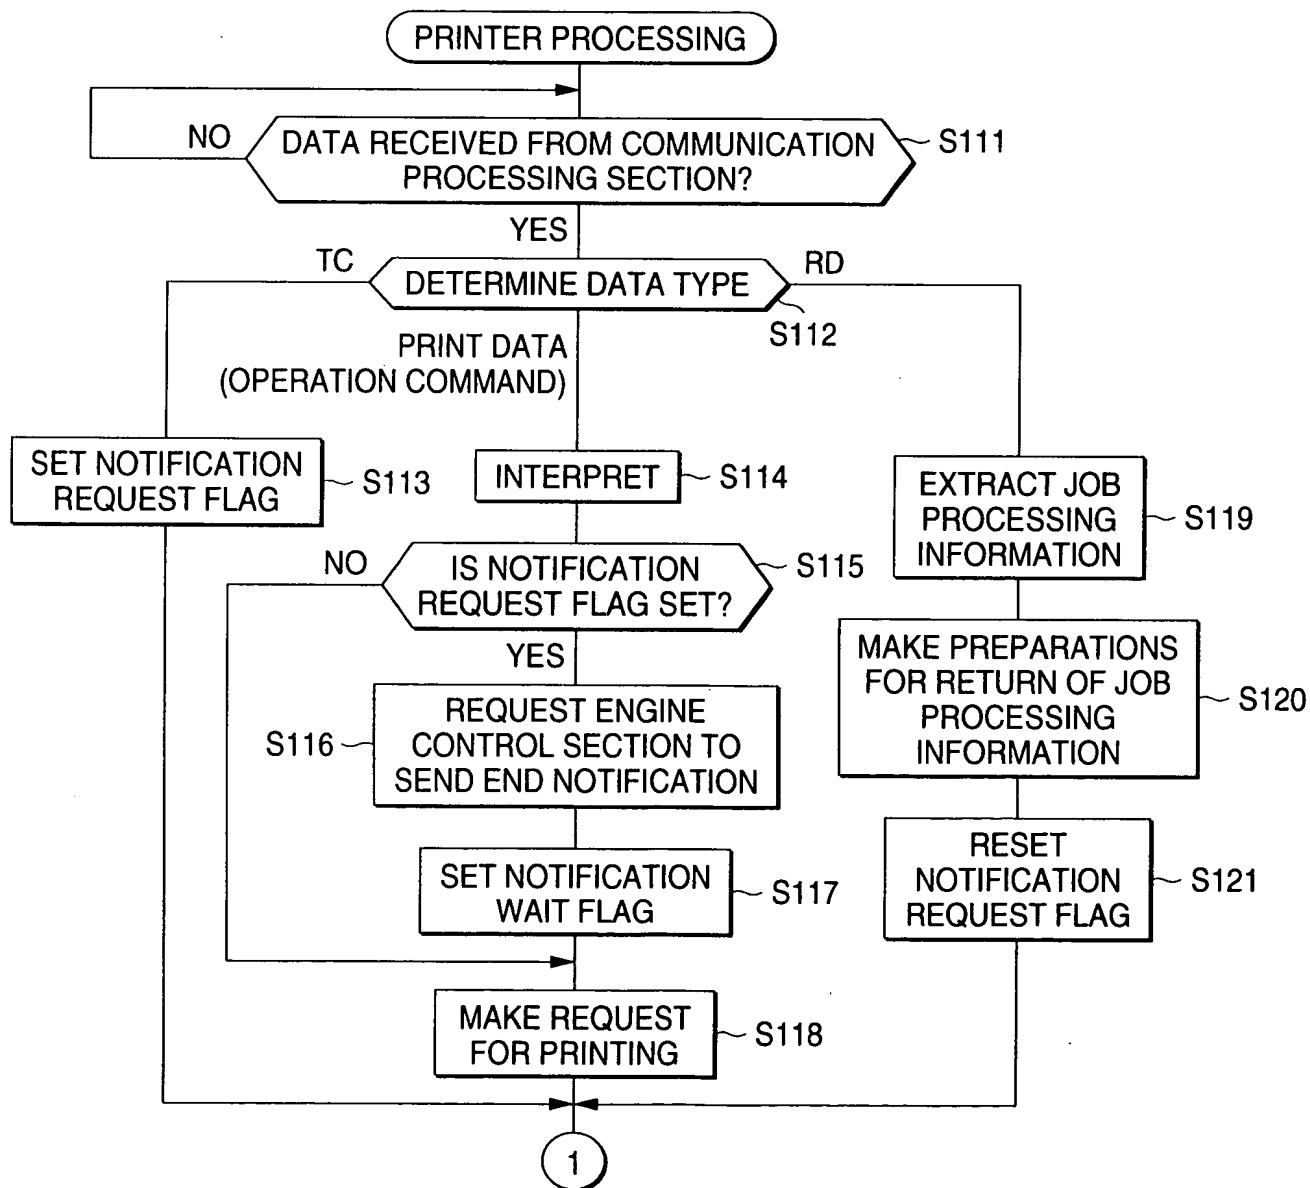 PRINTER PROCESSING
NO
DATA RECEIVED FROM COMMUNICATION
PROCESSING SECTION?
S111
YES
TC
DETERMINE DATA TYPE
RD
S112
PRINT DATA
(OPERATION COMMAND)
SET NOTIFICATION
REQUEST FLAG
S113
INTERPRET
S114
EXTRACT JOB
PROCESSING
INFORMATION
S119
NO
IS NOTIFICATION
REQUEST FLAG SET?
S115
YES
MAKE PREPARATIONS
FOR RETURN OF JOB
PROCESSING
INFORMATION
S120
S116
REQUEST ENGINE
CONTROL SECTION TO
SEND END NOTIFICATION
SET NOTIFICATION
WAIT FLAG
S117
RESET
NOTIFICATION
REQUEST FLAG
S121
MAKE REQUEST
FOR PRINTING
S118
1